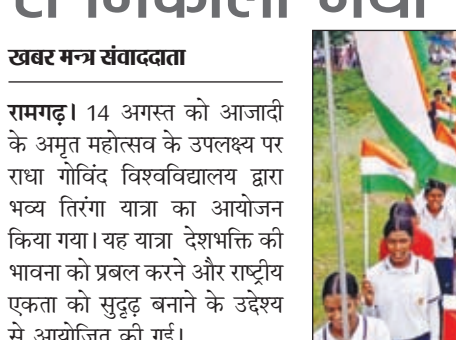 से निकाला गया
खबर मन्त्र संवाददाता
रामगढ़। 14 अगस्त को आजादी
के अमृत महोत्सव के उपलक्ष्य पर
राधा गोविंद विश्वविद्यालय द्वारा
भव्य तिरंगा यात्रा का आयोजन
किया गया। यह यात्रा देशभक्ति की
भावना को प्रबल करने और राष्ट्रीय
एकता को सुदृढ़ बनाने के उद्देश्य
से आयोजित की गई।